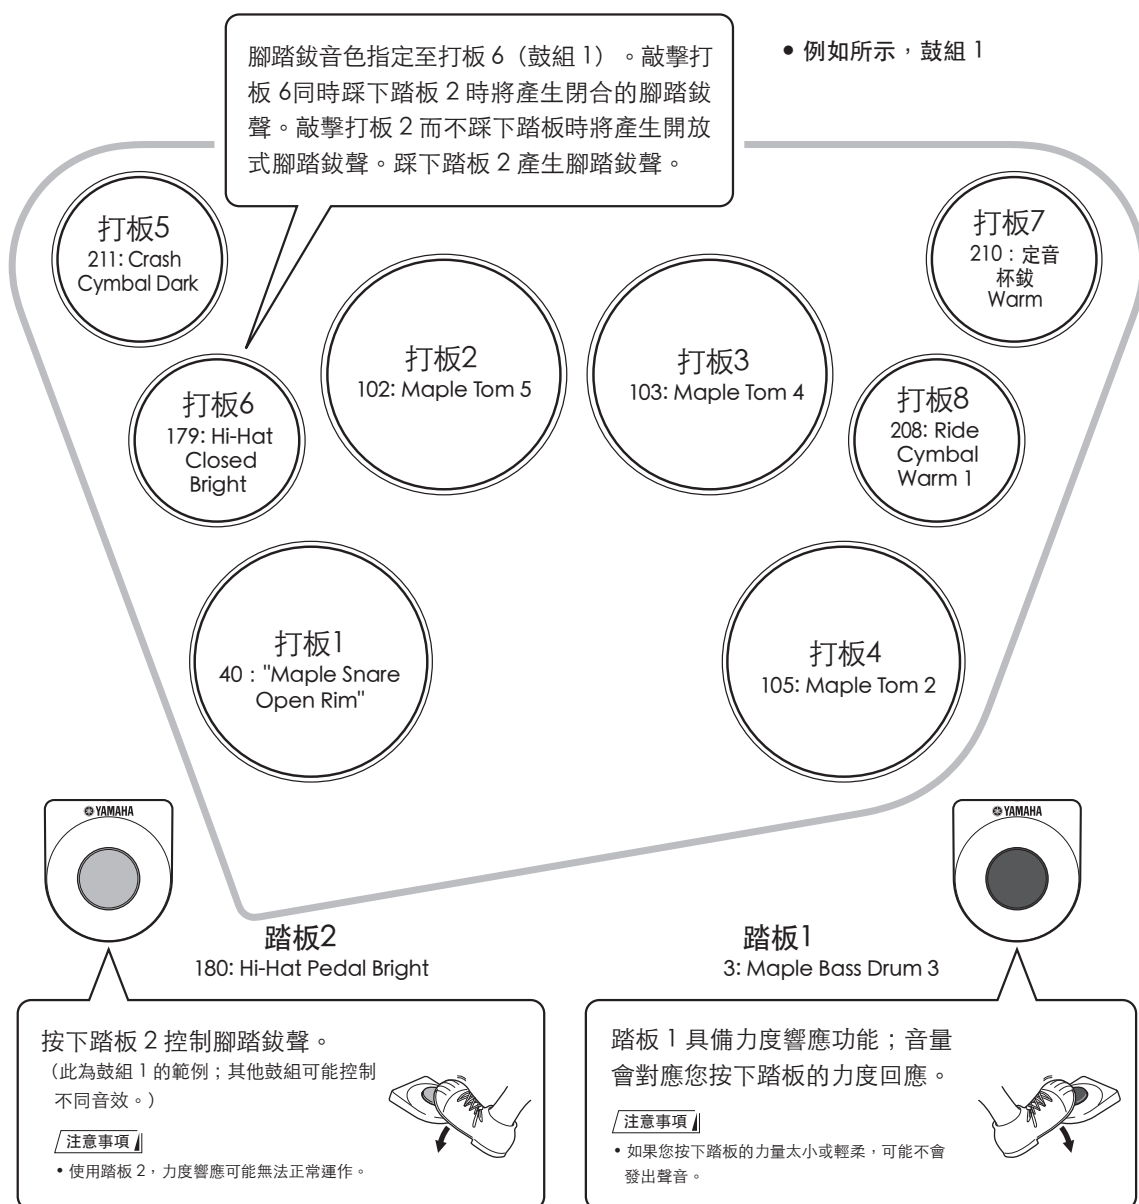 腳踏鈸音色指定至打板 6（鼓組 1）。敲擊打
板 6同時踩下踏板 2 時將產生閉合的腳踏鈸
聲。敲擊打板 2 而不踩下踏板時將產生開放
式腳踏鈸聲。踩下踏板 2 產生腳踏鈸聲。
• 例如所示，鼓組 1
打板5
211: Crash
Cymbal Dark
打板7
210：定音
杯鈸
Warm
打板2
102: Maple Tom 5
打板3
103: Maple Tom 4
打板6
179: Hi-Hat
Closed
Bright
打板8
208: Ride
Cymbal
Warm 1
打板1
40："Maple Snare
Open Rim"
打板4
105: Maple Tom 2
YAMAHA
YAMAHA
踏板2
180: Hi-Hat Pedal Bright
踏板1
3: Maple Bass Drum 3
按下踏板 2 控制腳踏鈸聲。
（此為鼓組 1 的範例；其他鼓組可能控制
不同音效。）
注意事項
• 使用踏板 2，力度響應可能無法正常運作。
踏板 1 具備力度響應功能；音量
會對應您按下踏板的力度回應。
注意事項
• 如果您按下踏板的力量太小或輕柔，可能不會
發出聲音。